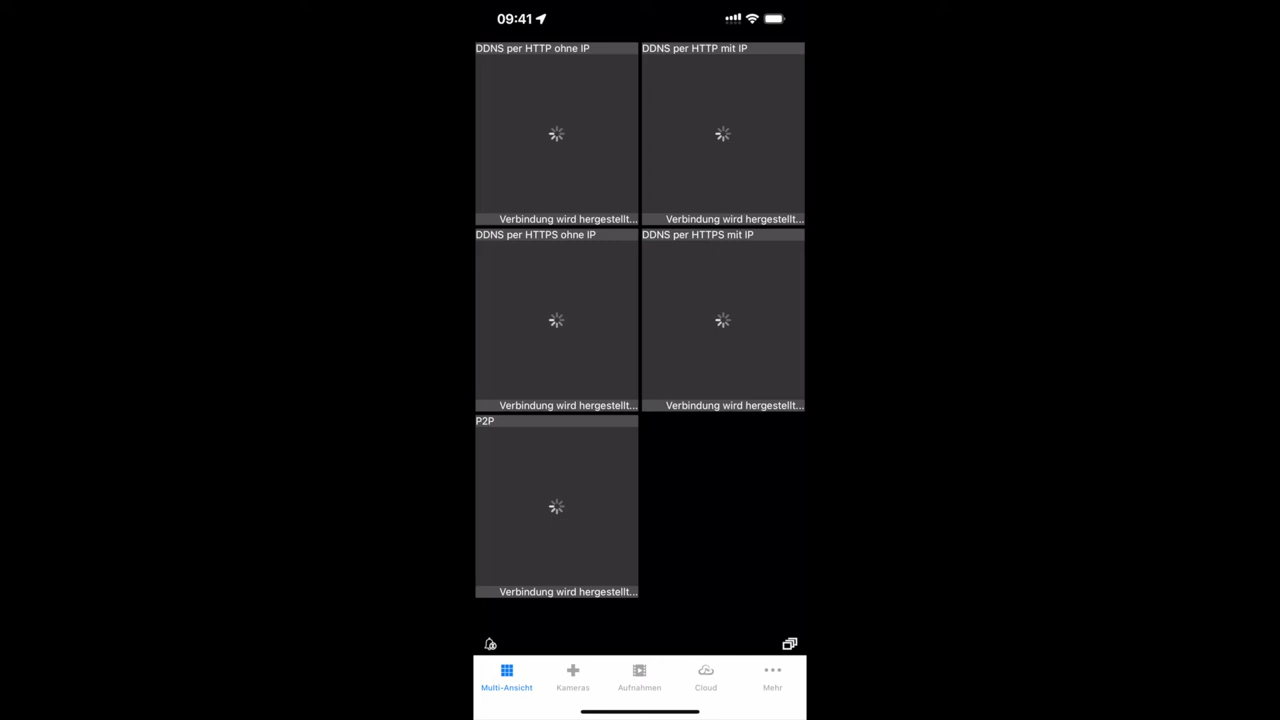 09:41
DDNS per HTTP ohne IP
DDNS per HTTP mit IP
Verbindung wird hergestellt...
Verbindung wird hergestellt...
DDNS per HTTPS ohne IP
DDNS per HTTPS mit IP
Verbindung wird hergestellt...
Verbindung wird hergestellt...
P2P
Verbindung wird hergestellt...
Multi-Ansicht
Kameras
Aufnahmen
Cloud
Mehr